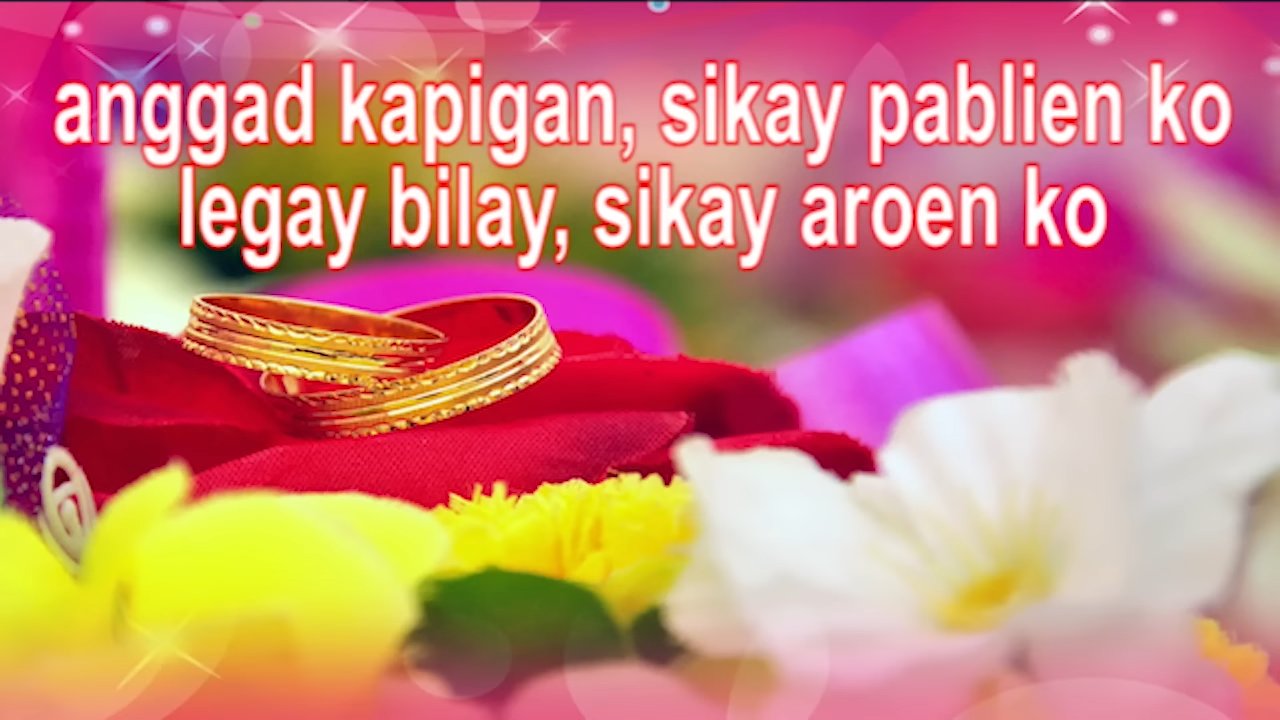 anggad kapigan, sikay pablien ko
legay bilay, sikay aroen ko